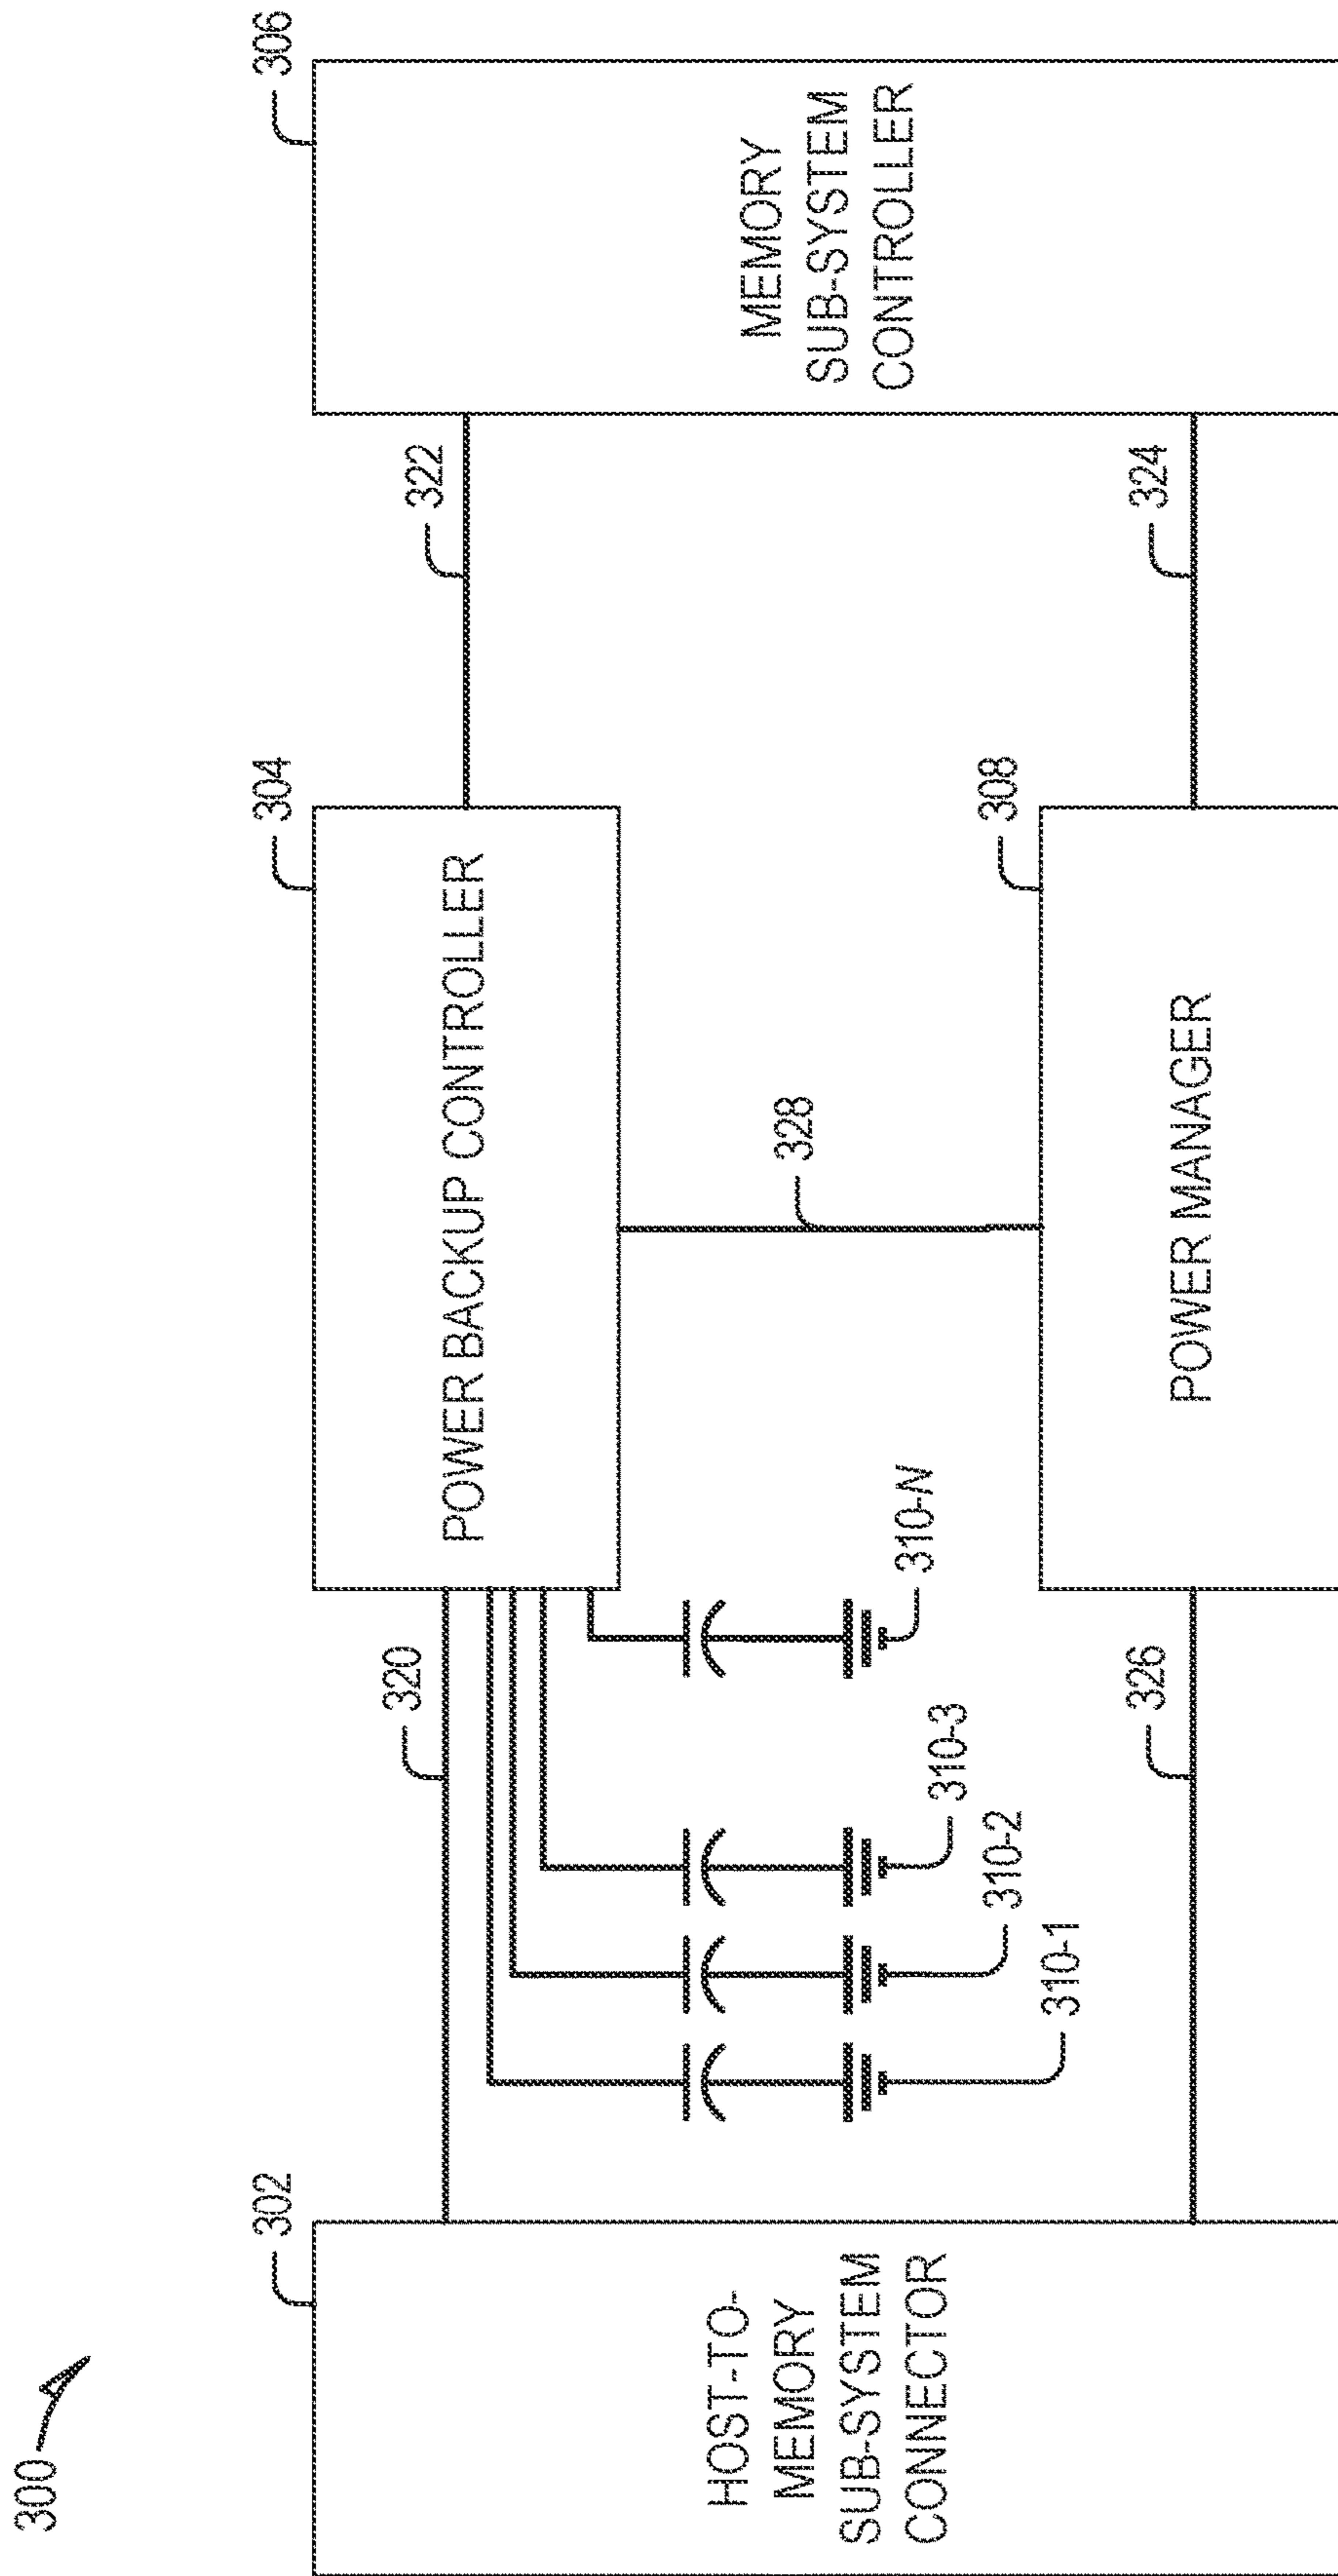 300
302
HOST-TO-
MEMORY
SUB-SYSTEM
CONNECTOR
320
304
POWER BACKUP CONTROLLER
322
306
MEMORY
SUB-SYSTEM
CONTROLLER
310-1
310-2
310-3
310-N
328
326
308
POWER MANAGER
324